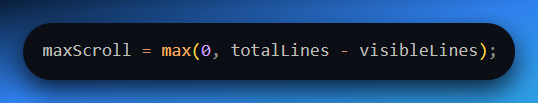 maxScroll = max(0, totalLines - visibleLines);